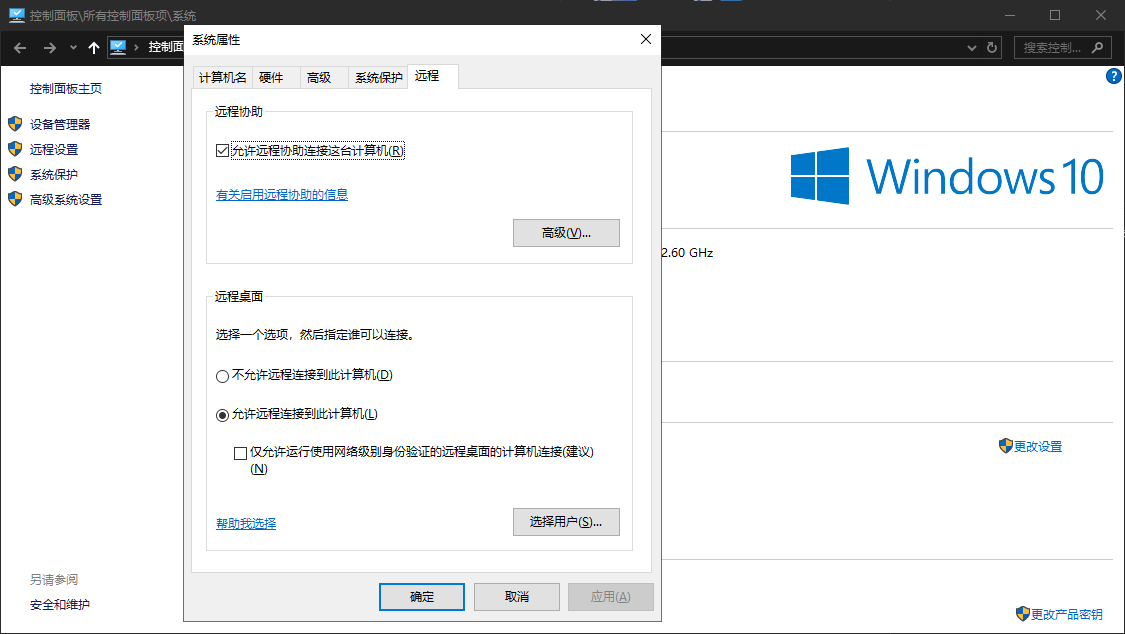 控制面板\所有控制面板项\系统
控制面
搜索控制...
系统属性
计算机名 硬件 高级 系统保护 远程
控制面板主页
设备管理器
远程设置
系统保护
高级系统设置
远程协助
允许远程协助连接这台计算机(R)
有关启用远程协助的信息
高级(V)...
远程桌面
选择一个选项，然后指定谁可以连接。
不允许远程连接到此计算机(D)
允许远程连接到此计算机(L)
仅允许运行使用网络级别身份验证的远程桌面的计算机连接(建议)
(N)
帮助我选择
选择用户(S)...
确定 取消 应用(A)
Windows 10
2.60 GHz
更改设置
更改产品密钥
另请参阅
安全和维护